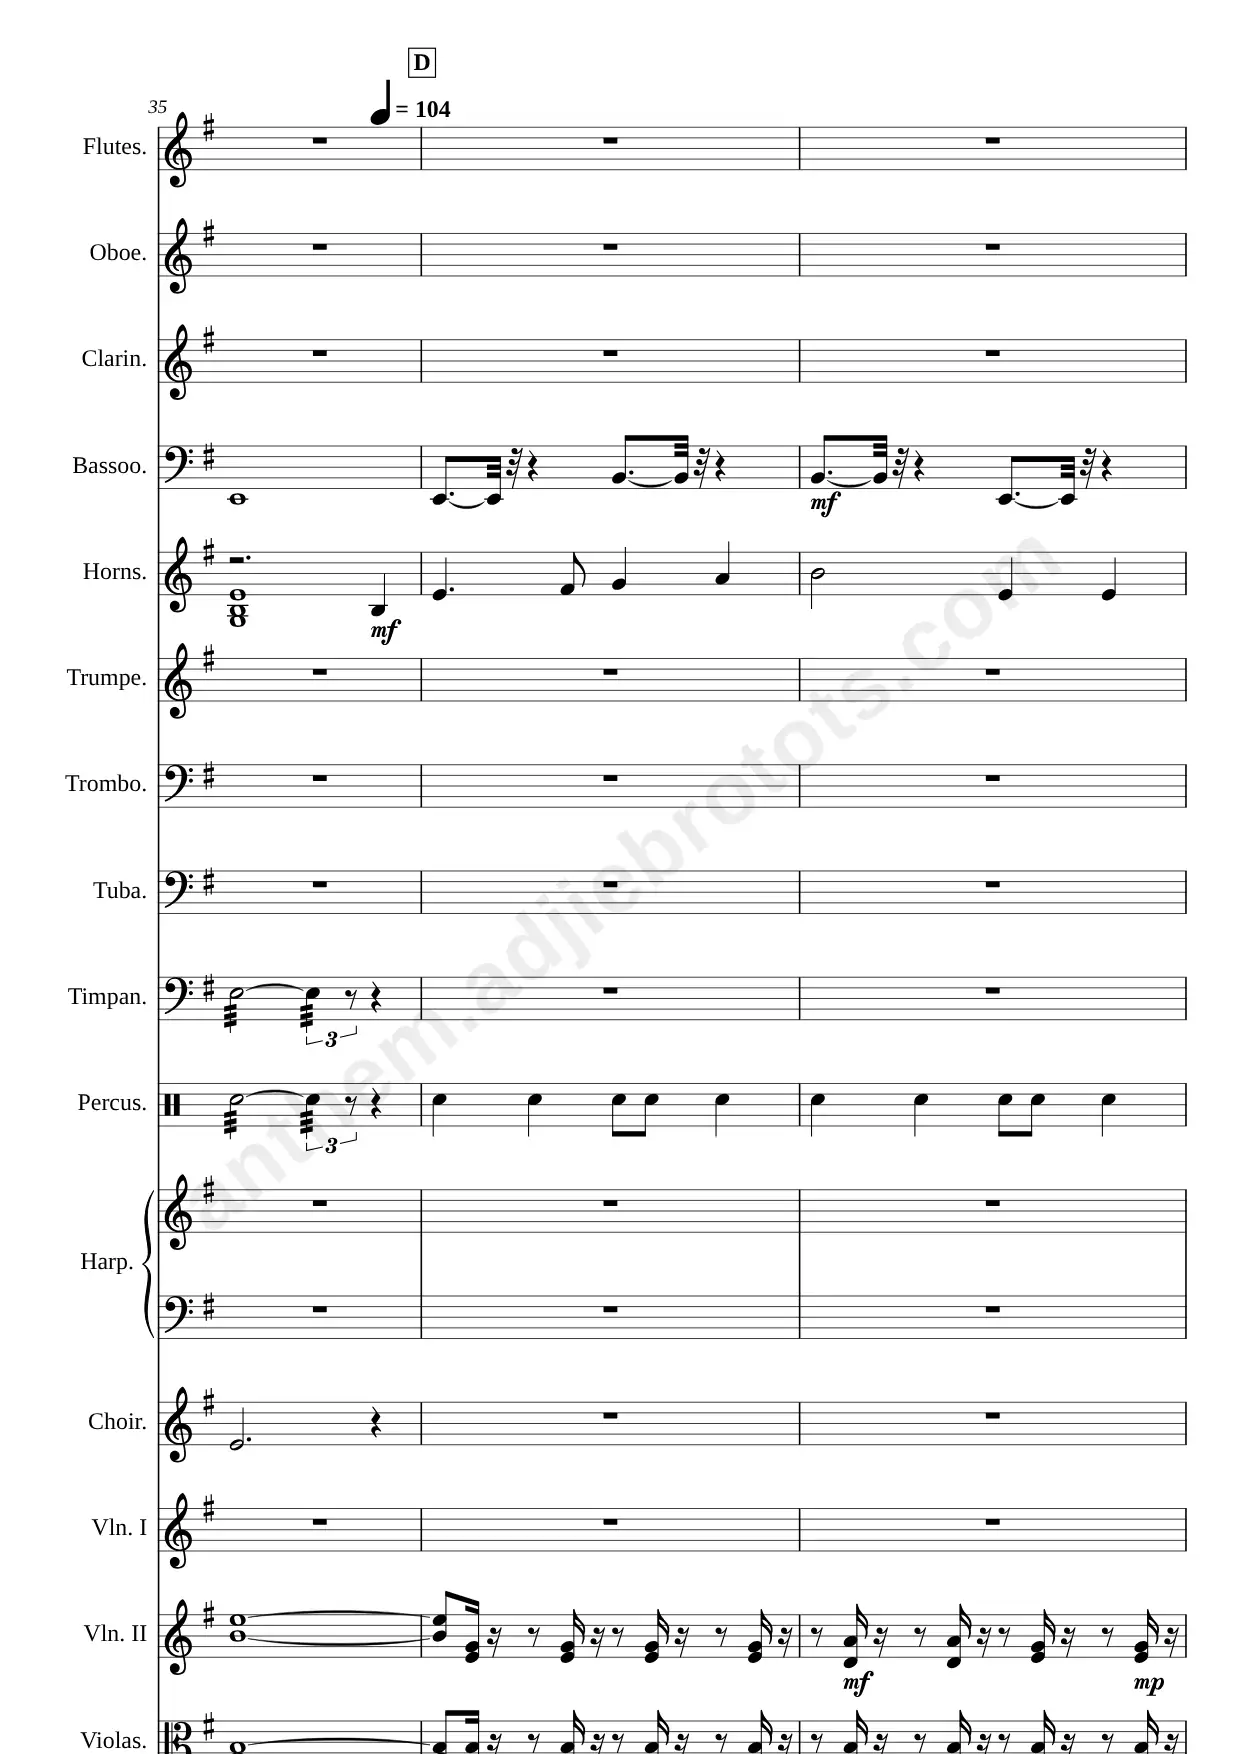 D
35
= 104
Flutes.
Oboe.
Clarin.
Bassoo.
mf
Horns.
mf
Trumpe.
Trombo.
Tuba.
Timpan.
3
Percus.
3
Harp.
Choir.
Vln. I
Vln. II
mf
mp
Violas.
anthem.adjiebrotots.com